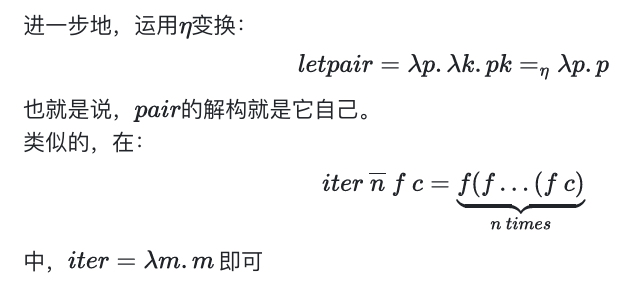 进一步地，运用η变换：
letpair = λp. λk. pk =η λp. p
也就是说，pair的解构就是它自己。
类似的，在：
iter n̅ f c = f(f . . . (f c)
n times
中，iter = λm. m 即可